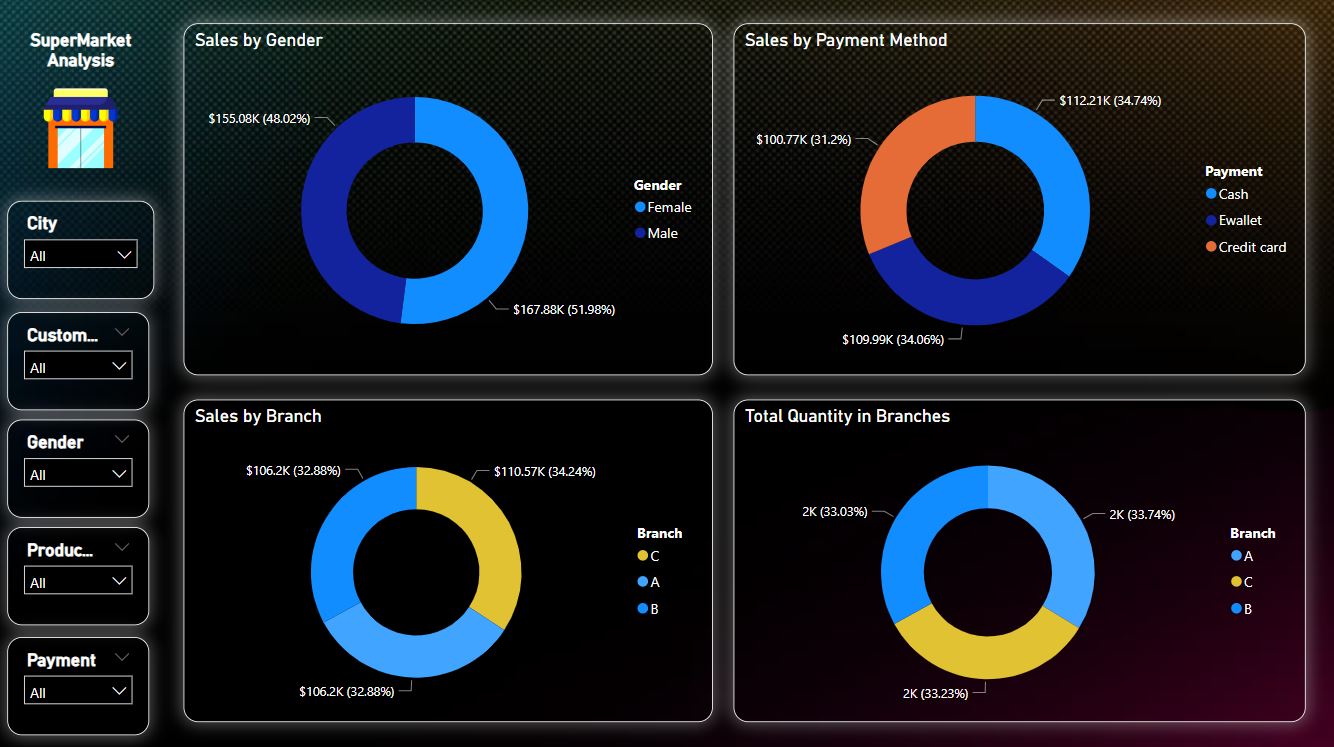 SuperMarket
Analysis
City
All
Custom...
All
Gender
All
Produc...
All
Payment
All
Sales by Gender
$155.08K (48.02%)
$167.88K (51.98%)
Gender
Female
Male
Sales by Payment Method
$112.21K (34.74%)
$100.77K (31.2%)
$109.99K (34.06%)
Payment
Cash
Ewallet
Credit card
Sales by Branch
$106.2K (32.88%)
$110.57K (34.24%)
$106.2K (32.88%)
Branch
C
A
B
Total Quantity in Branches
2K (33.03%)
2K (33.74%)
2K (33.23%)
Branch
A
C
B